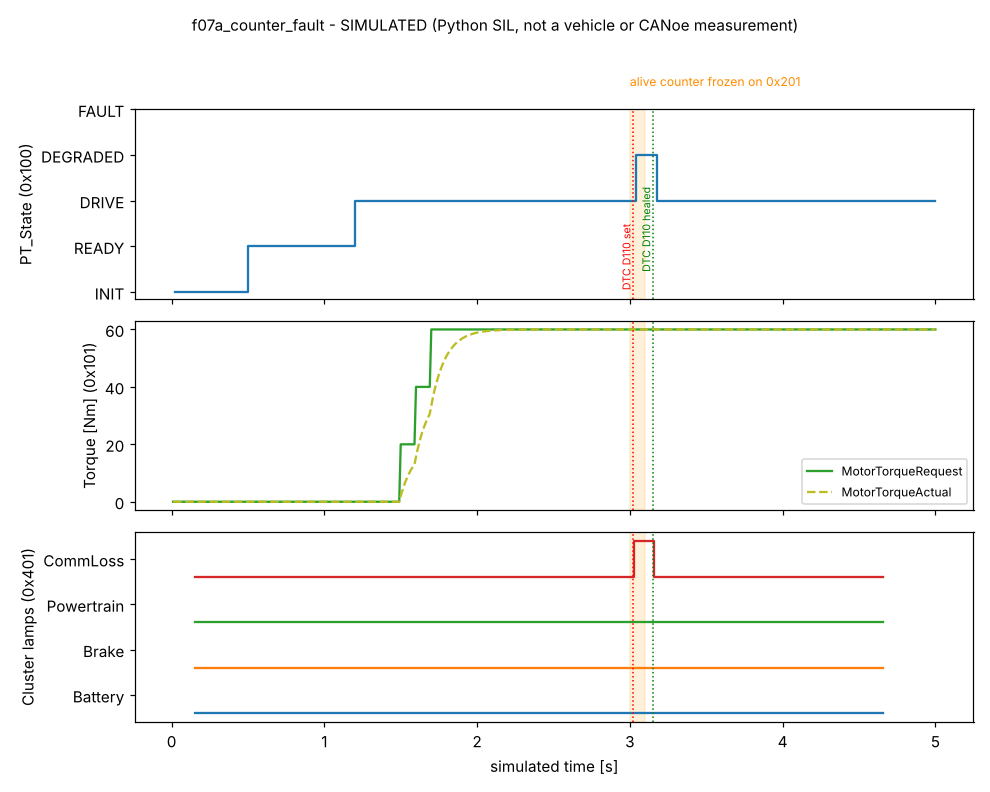 f07a_counter_fault - SIMULATED (Python SIL, not a vehicle or CANoe measurement)
alive counter frozen on 0x201
PT_State (0x100)
FAULT
DEGRADED
DRIVE
READY
INIT
DTC D110 set
DTC D110 healed
Torque [Nm] (0x101)
60
40
20
0
MotorTorqueRequest
MotorTorqueActual
Cluster lamps (0x401)
CommLoss
Powertrain
Brake
Battery
0 1 2 3 4 5
simulated time [s]